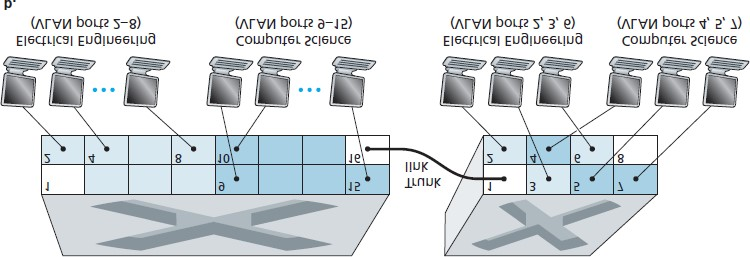 b.
(VLAN ports 2–8)
Electrical Engineering
(VLAN ports 9–15)
Computer Science
(VLAN ports 2, 3, 6)
Electrical Engineering
(VLAN ports 4, 5, 7)
Computer Science
2
4
8
10
16
1
9
15
Trunk
link
2
4
6
8
1
3
5
7